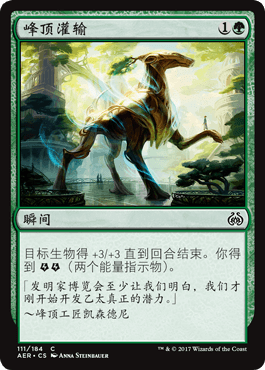 峰顶灌输 1
瞬间
目标生物得+3/+3直到回合结束。你得
到（两个能量指示物）。
「发明家博览会至少让我们明白，我们才
刚开始开发乙太真正的潜力。」
～峰顶工匠凯森德尼
111/184 C
AER • CS ANNA STEINBAUER
™ & © 2017 Wizards of the Coast